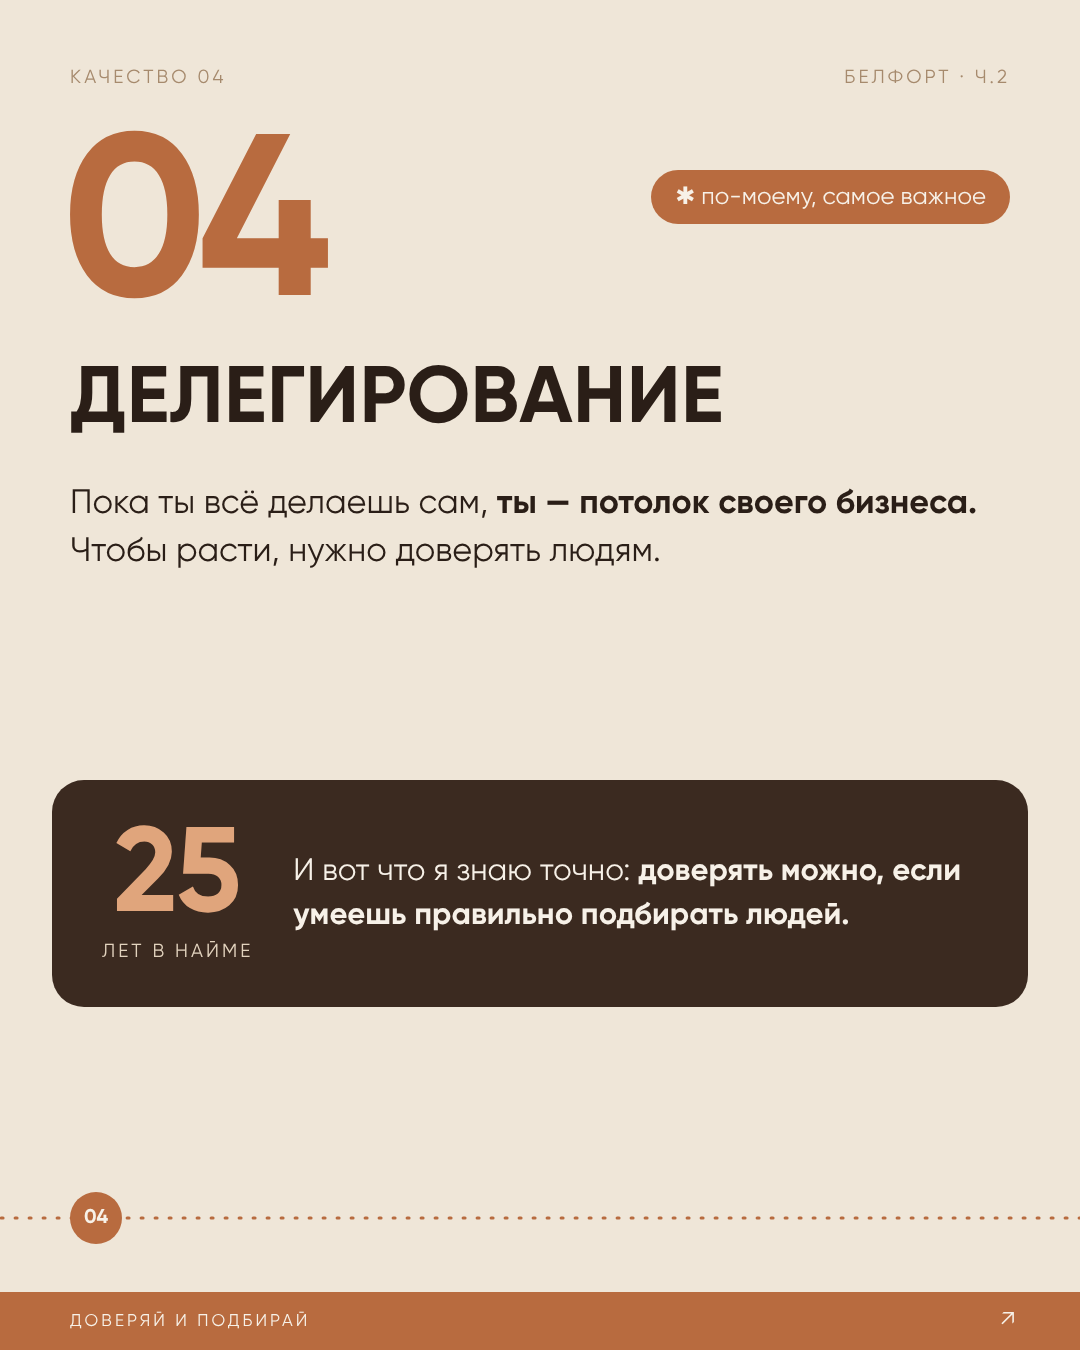 КАЧЕСТВО 04
БЕЛФОРТ · Ч.2
04
✱ по-моему, самое важное
ДЕЛЕГИРОВАНИЕ
Пока ты всё делаешь сам, ты — потолок своего бизнеса.
Чтобы расти, нужно доверять людям.
25
ЛЕТ В НАЙМЕ
И вот что я знаю точно: доверять можно, если
умеешь правильно подбирать людей.
04
ДОВЕРЯЙ И ПОДБИРАЙ
↗